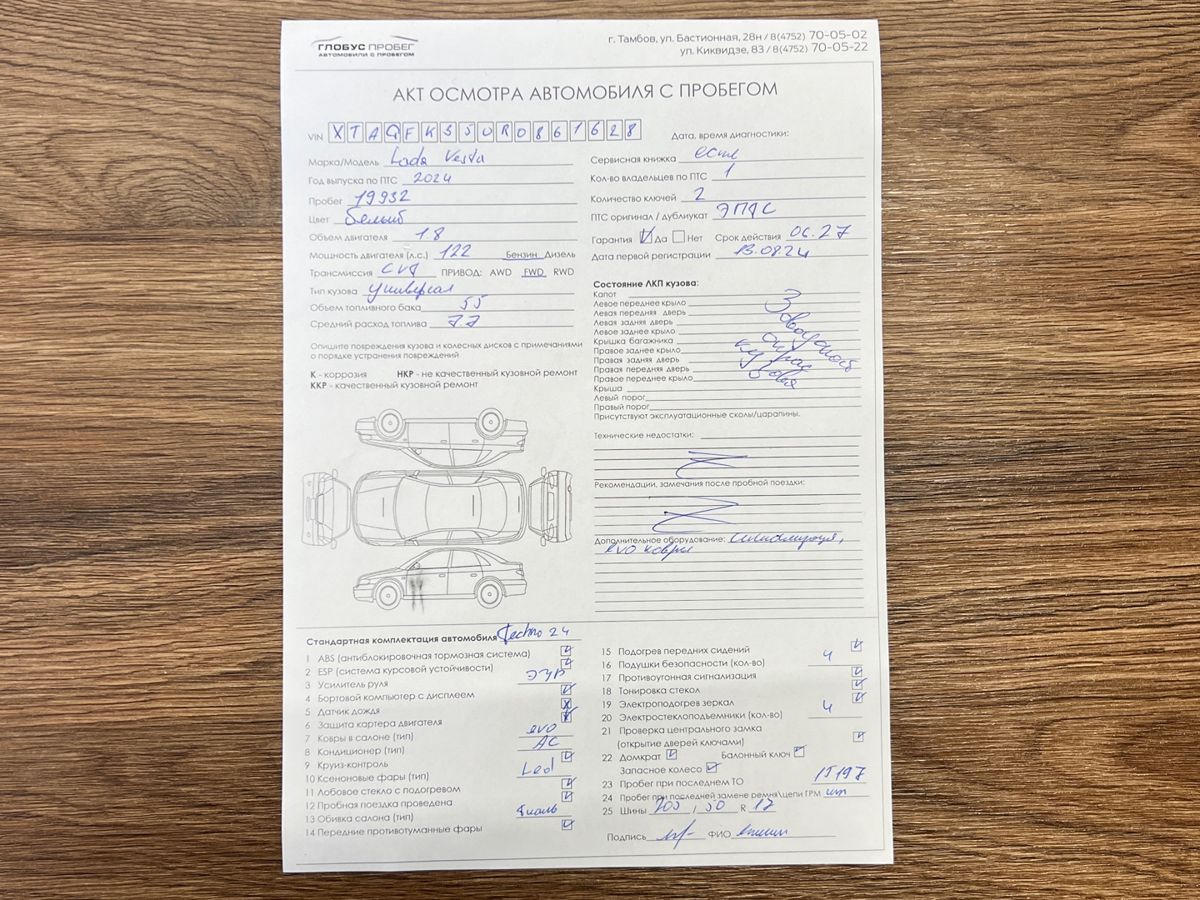 ГЛОБУС ПРОБЕГ
АВТОМОБИЛИ С ПРОБЕГОМ
г. Тамбов, ул. Бастионная, 28н / 8(4752) 70-05-02
ул. Киквидзе, 83 / 8(4752) 70-05-22
АКТ ОСМОТРА АВТОМОБИЛЯ С ПРОБЕГОМ
VIN XTAGFK35UR0861628
Дата, время диагностики:
Марка/Модель Lada Vesta
Год выпуска по ПТС 2024
Пробег 19932
Цвет белый
Объем двигателя 1.8
Мощность двигателя (л.с.) 122 Бензин Дизель
Трансмиссия CVT ПРИВОД: AWD FWD RWD
Тип кузова универсал
Объем топливного бака 55
Средний расход топлива 7.7
Сервисная книжка есть
Кол-во владельцев по ПТС 1
Количество ключей 2
ПТС оригинал / дубликат ЭПТС
Гарантия Да Нет Срок действия 06.27
Дата первой регистрации 13.08.24
Опишите повреждения кузова и колесных дисков с примечаниями
о порядке устранения повреждений
К - коррозия НКР - не качественный кузовной ремонт
ККР - качественный кузовной ремонт
Состояние ЛКП кузова:
Капот
Левое переднее крыло
Левая передняя дверь
Левая задняя дверь
Левое заднее крыло
Крышка багажника
Правое заднее крыло
Правая задняя дверь
Правая передняя дверь
Правое переднее крыло
Крыша
Левый порог
Правый порог
Заводской
окрас
кузова
Присутствуют эксплуатационные сколы/царапины.
Технические недостатки:
Рекомендации, замечания после пробной поездки:
Дополнительное оборудование: сигнализация,
evo коврики
Стандартная комплектация автомобиля Techno 24
1 ABS (антиблокировочная тормозная система)
2 ESP (система курсовой устойчивости)
3 Усилитель руля ЭУР
4 Бортовой компьютер с дисплеем
5 Датчик дождя
6 Защита картера двигателя
7 Ковры в салоне (тип) evo
8 Кондиционер (тип) AC
9 Круиз-контроль
10 Ксеноновые фары (тип) Led
11 Лобовое стекло с подогревом
12 Пробная поездка проведена
13 Обивка салона (тип) ткань
14 Передние противотуманные фары
15 Подогрев передних сидений
16 Подушки безопасности (кол-во) 4
17 Противоугонная сигнализация
18 Тонировка стекол
19 Электроподогрев зеркал
20 Электростеклоподъемники (кол-во) 4
21 Проверка центрального замка
(открытие дверей ключами)
22 Домкрат Балонный ключ
Запасное колесо
23 Пробег при последнем ТО 15197
24 Пробег при последней замене ремня\цепи ГРМ
25 Шины 205 / 50 R 17
Подпись ФИО